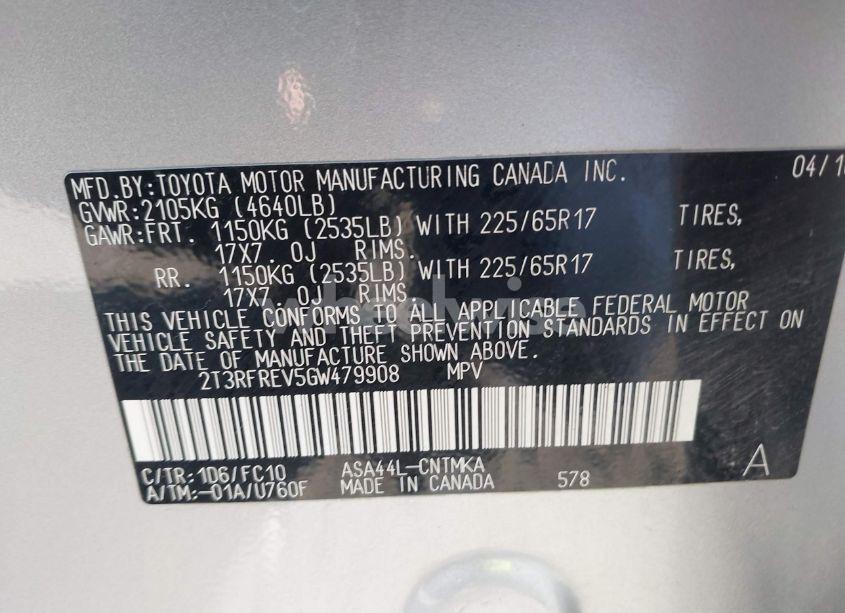 MFD.BY:TOYOTA MOTOR MANUFACTURING CANADA INC. 04/1
GVWR:2105KG (4640LB)
GAWR:FRT. 1150KG (2535LB) WITH 225/65R17 TIRES,
17X7. 0J RIMS.
RR. 1150KG (2535LB) WITH 225/65R17 TIRES,
17X7 0J RIMS.
THIS VEHICLE CONFORMS TO ALL APPLICABLE FEDERAL MOTOR
VEHICLE SAFETY AND THEFT PREVENTION STANDARDS IN EFFECT ON
THE DATE OF MANUFACTURE SHOWN ABOVE.
2T3RFREV5GW479908 MPV
C/TR:1D6/FC10 ASA44L-CNTMKA
A/TM:-01A/U760F MADE IN CANADA 578 A